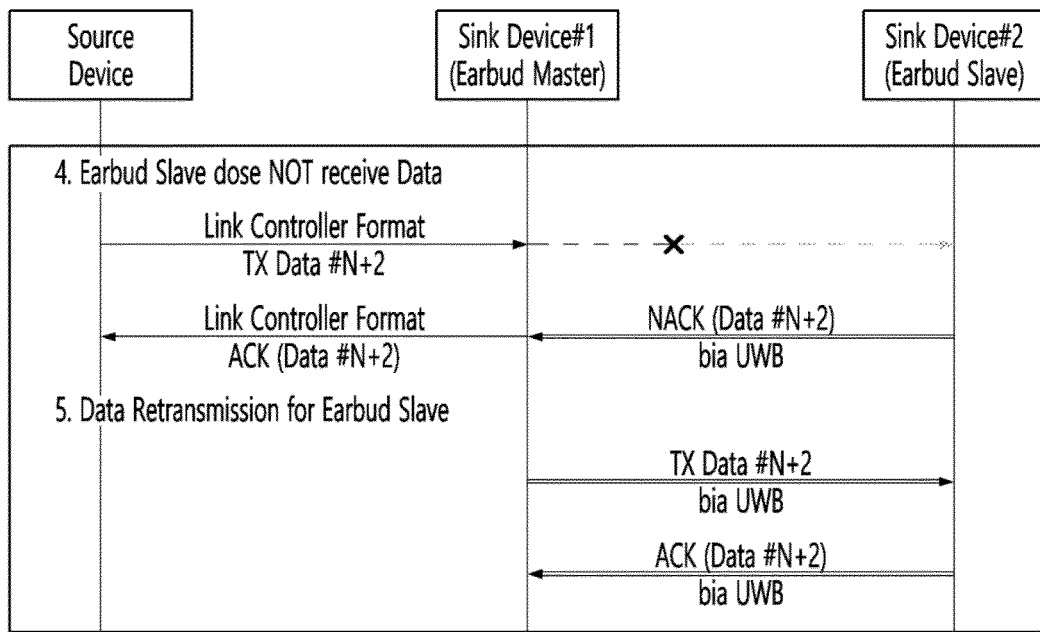 Source
Device
Sink Device#1
(Earbud Master)
Sink Device#2
(Earbud Slave)
4. Earbud Slave dose NOT receive Data
Link Controller Format
TX Data #N+2
Link Controller Format
ACK (Data #N+2)
NACK (Data #N+2)
bia UWB
5. Data Retransmission for Earbud Slave
TX Data #N+2
bia UWB
ACK (Data #N+2)
bia UWB